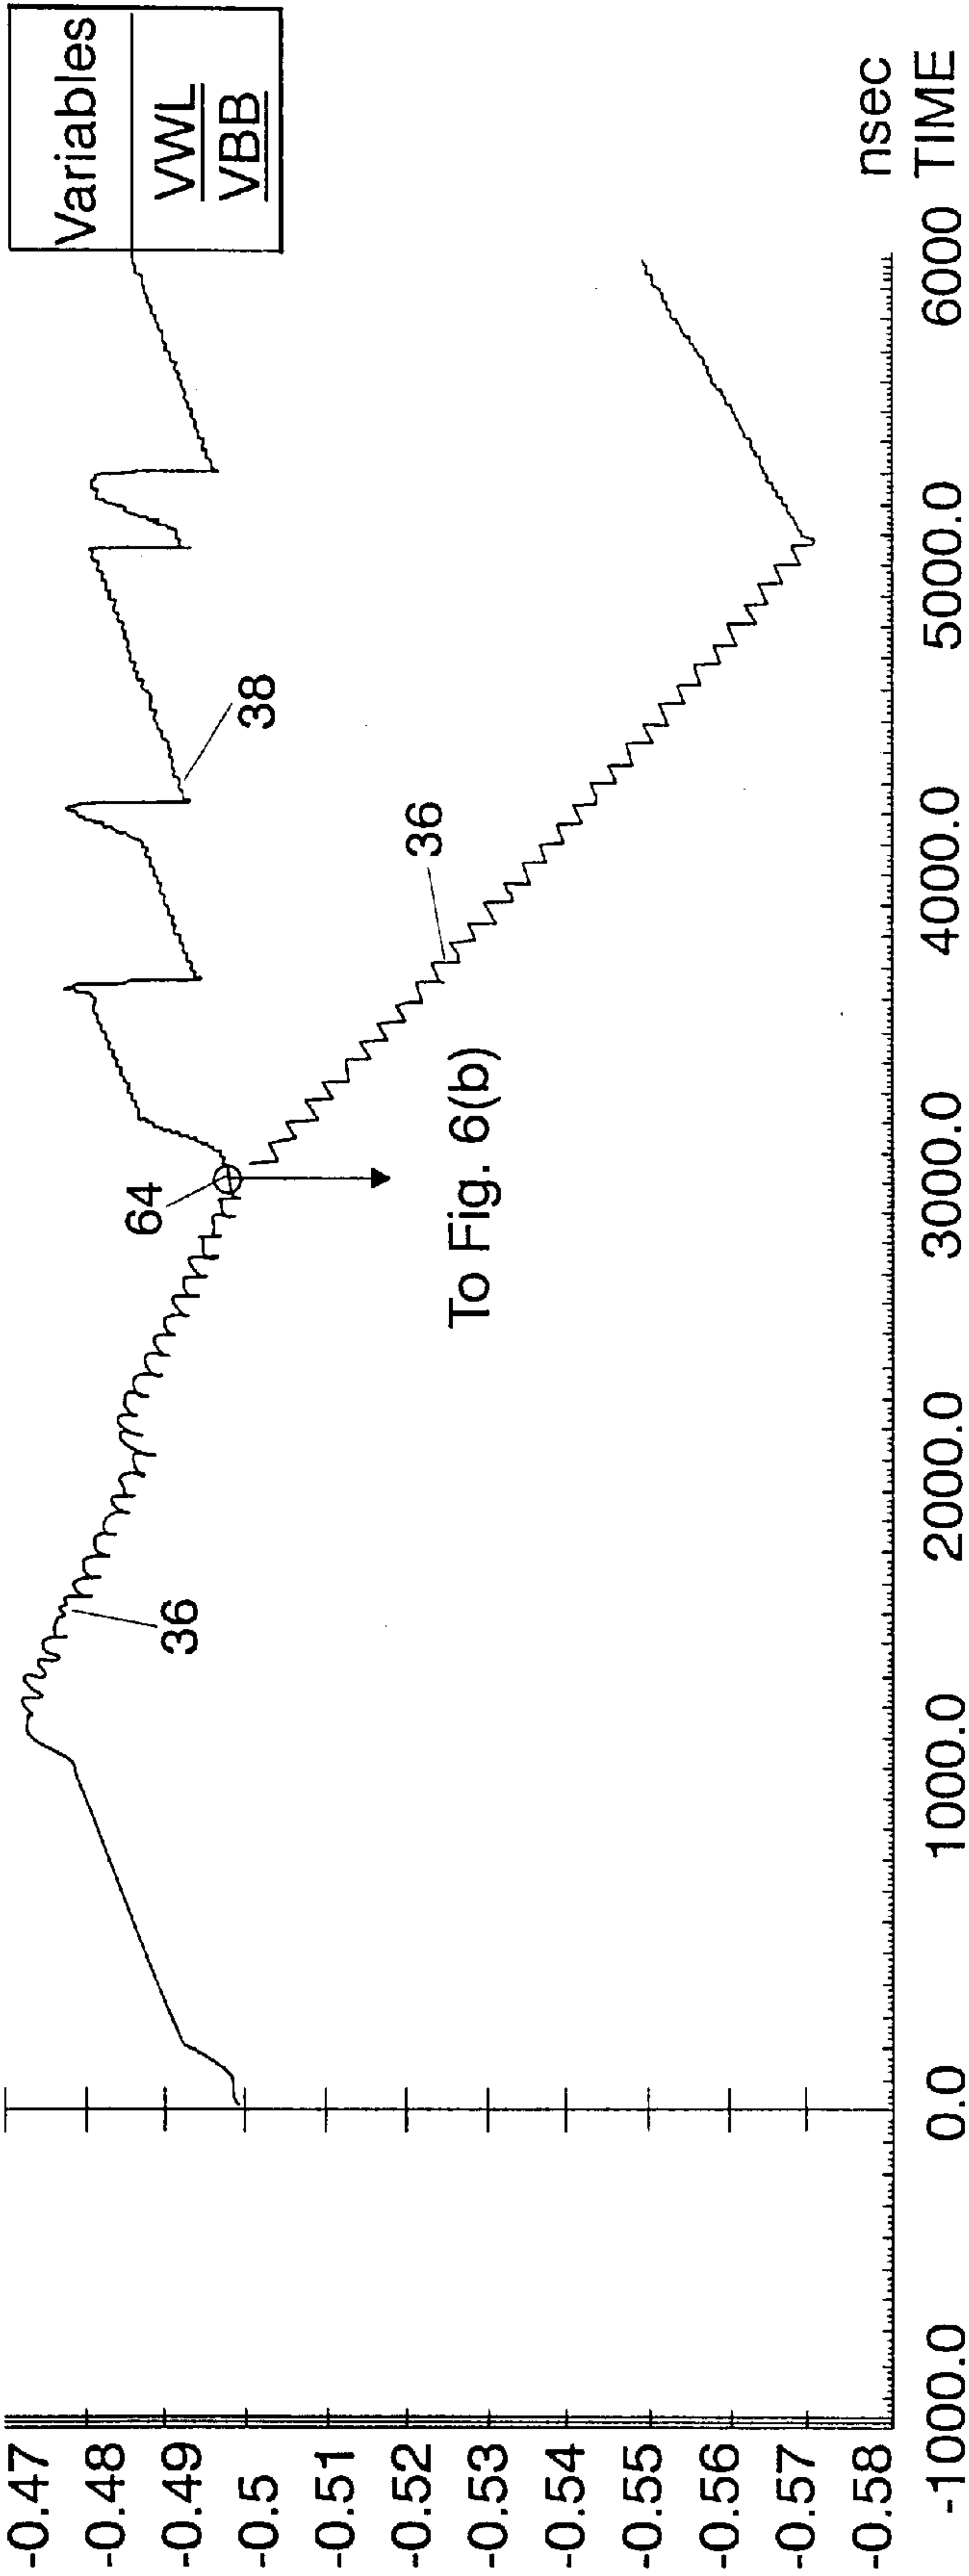 Variables
VWL
VBB
-0.47
-0.48
-0.49
-0.5
-0.51
-0.52
-0.53
-0.54
-0.55
-0.56
-0.57
-0.58
36
64
38
36
To Fig. 6(b)
nsec
-1000.0 0.0 1000.0 2000.0 3000.0 4000.0 5000.0 6000 TIME